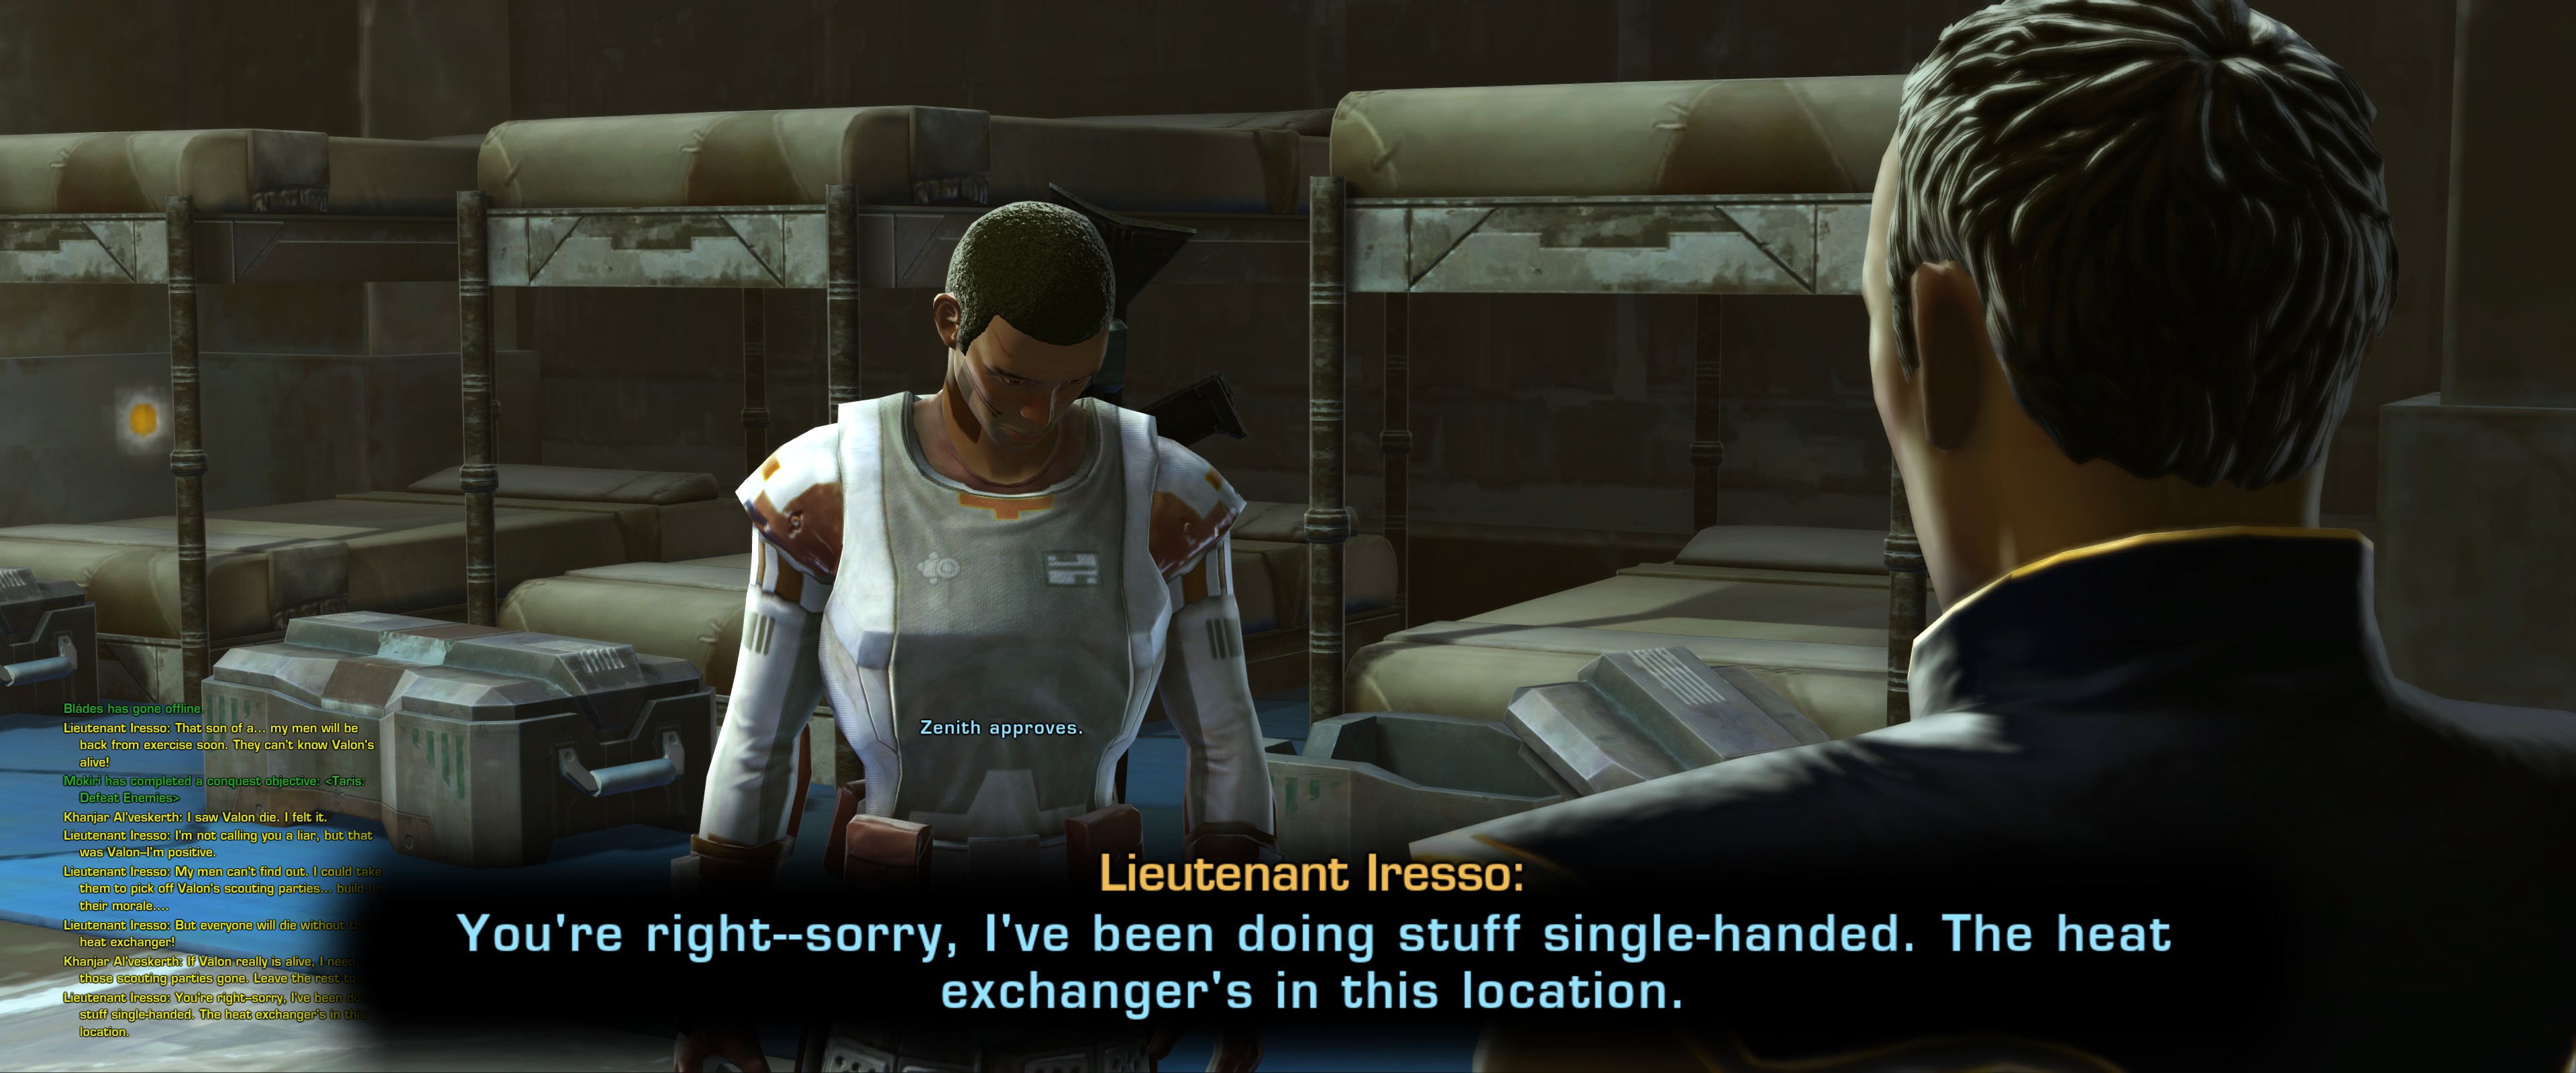 Zenith approves.
Bládes has gone offline.
Lieutenant Iresso: That son of a... my men will be
back from exercise soon. They can't know Valon's
alive!
Mokiri has completed a conquest objective: <Taris:
Defeat Enemies>
Khanjar Al'veskerth: I saw Valon die. I felt it.
Lieutenant Iresso: I'm not calling you a liar, but that
was Valon--I'm positive.
Lieutenant Iresso: My men can't find out. I could take
them to pick off Valon's scouting parties... build up
their morale....
Lieutenant Iresso: But everyone will die without
heat exchanger!
Khanjar Al'veskerth: If Valon really is alive, I need
those scouting parties gone. Leave the rest to
Lieutenant Iresso: You're right--sorry, I've been doing
stuff single-handed. The heat exchanger's in this
location.
Lieutenant Iresso:
You're right--sorry, I've been doing stuff single-handed. The heat
exchanger's in this location.